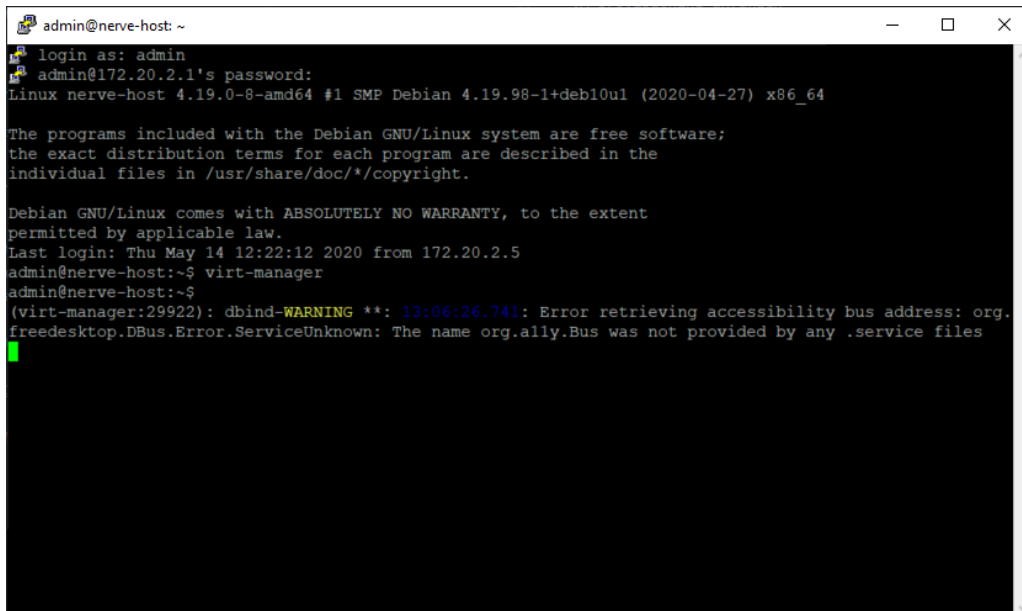 admin@nerve-host: ~
login as: admin
admin@172.20.2.1's password:
Linux nerve-host 4.19.0-8-amd64 #1 SMP Debian 4.19.98-1+deb10u1 (2020-04-27) x86_64
The programs included with the Debian GNU/Linux system are free software;
the exact distribution terms for each program are described in the
individual files in /usr/share/doc/*/copyright.
Debian GNU/Linux comes with ABSOLUTELY NO WARRANTY, to the extent
permitted by applicable law.
Last login: Thu May 14 12:22:12 2020 from 172.20.2.5
admin@nerve-host:~$ virt-manager
admin@nerve-host:~$
(virt-manager:29922): dbind-WARNING **: 13:06:26.741: Error retrieving accessibility bus address: org.
freedesktop.DBus.Error.ServiceUnknown: The name org.a11y.Bus was not provided by any .service files